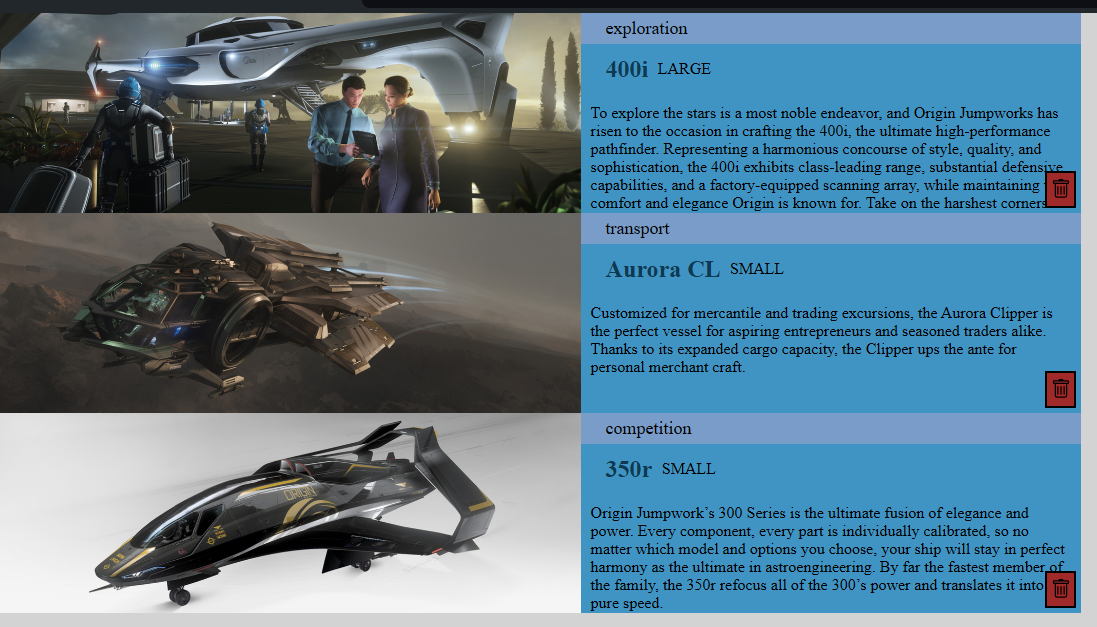 exploration
400i LARGE
To explore the stars is a most noble endeavor, and Origin Jumpworks has
risen to the occasion in crafting the 400i, the ultimate high-performance
pathfinder. Representing a harmonious concourse of style, quality, and
sophistication, the 400i exhibits class-leading range, substantial defensive
capabilities, and a factory-equipped scanning array, while maintaining
comfort and elegance Origin is known for. Take on the harshest corners
transport
Aurora CL SMALL
Customized for mercantile and trading excursions, the Aurora Clipper is
the perfect vessel for aspiring entrepreneurs and seasoned traders alike.
Thanks to its expanded cargo capacity, the Clipper ups the ante for
personal merchant craft.
ORIGIN
competition
350r SMALL
Origin Jumpwork’s 300 Series is the ultimate fusion of elegance and
power. Every component, every part is individually calibrated, so no
matter which model and options you choose, your ship will stay in perfect
harmony as the ultimate in astroengineering. By far the fastest member of
the family, the 350r refocus all of the 300’s power and translates it into
pure speed.